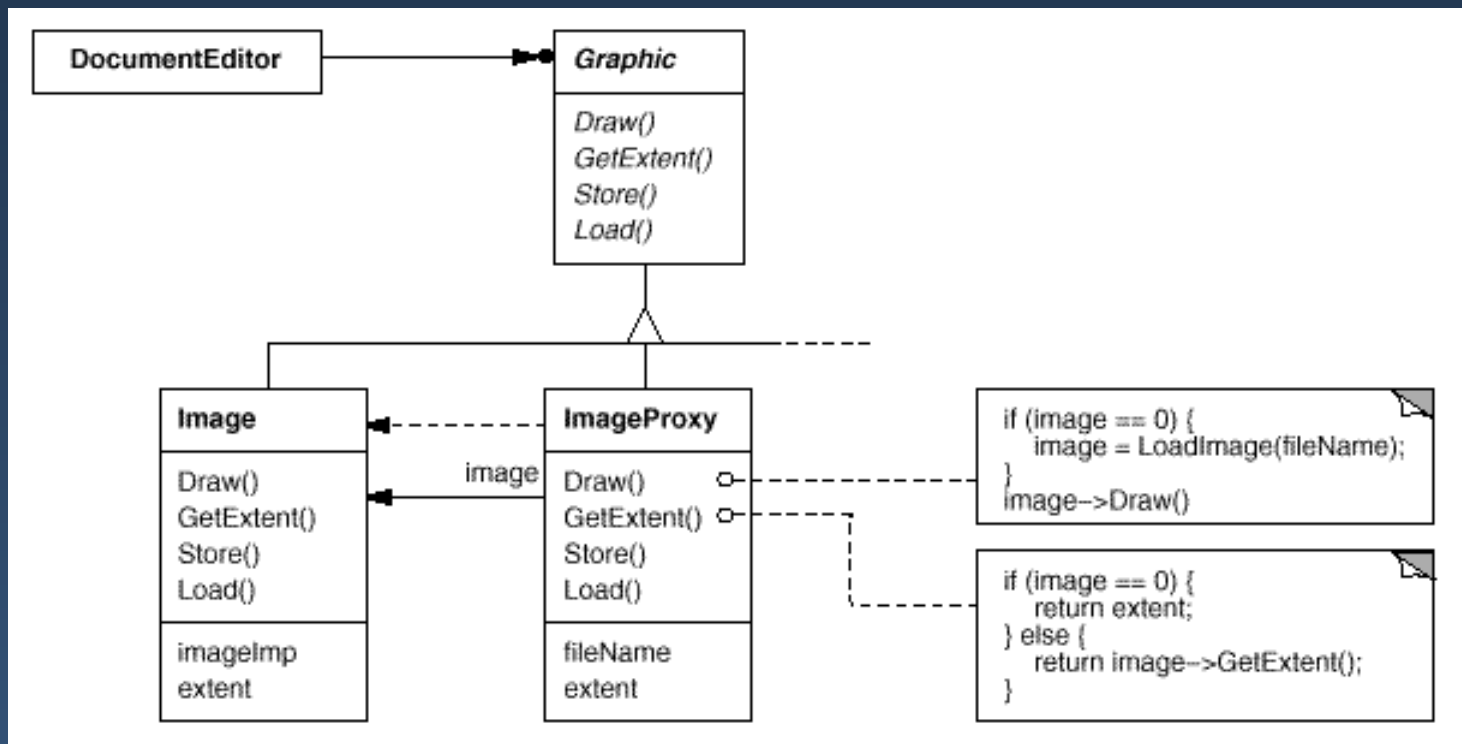 DocumentEditor
Graphic
Draw()
GetExtent()
Store()
Load()
Image
Draw()
GetExtent()
Store()
Load()
imageImp
extent
image
ImageProxy
Draw()
GetExtent()
Store()
Load()
fileName
extent
if (image == 0) {
image = LoadImage(fileName);
}
image->Draw()
if (image == 0) {
return extent;
} else {
return image->GetExtent();
}